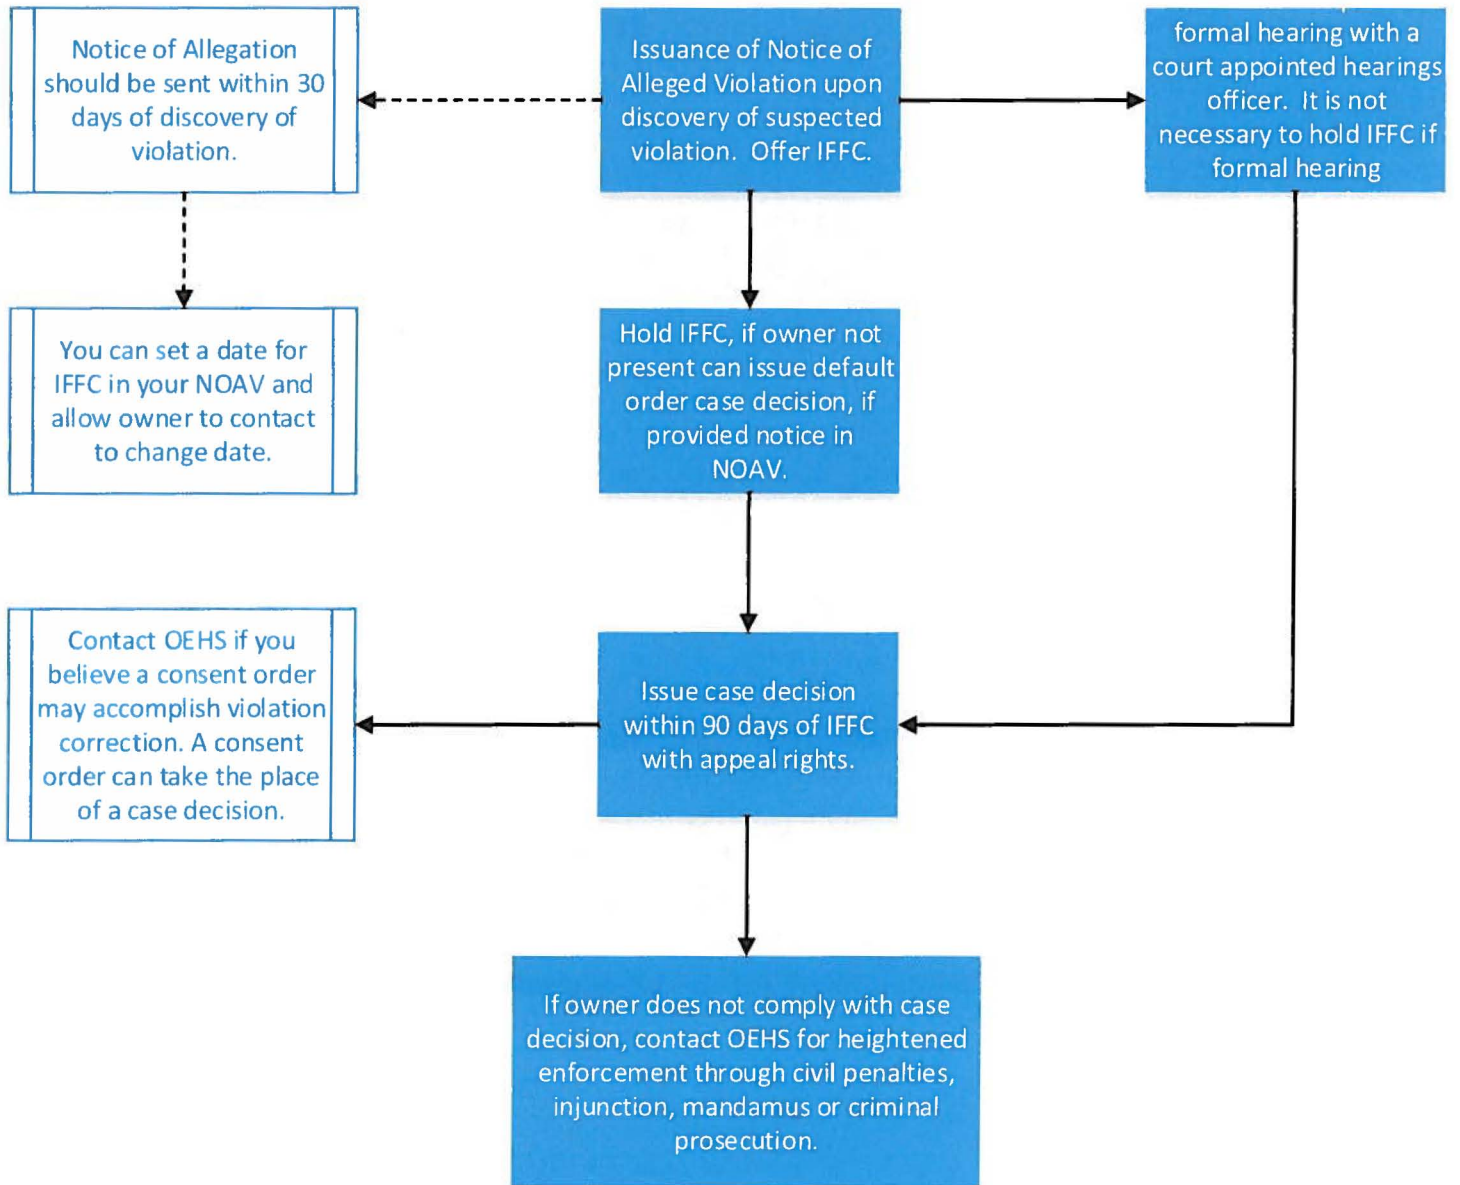 Notice of Allegation
should be sent within 30
days of discovery of
violation.
Issuance of Notice of
Alleged Violation upon
discovery of suspected
violation.  Offer IFFC.
formal hearing with a
court appointed hearings
officer.  It is not
necessary to hold IFFC if
formal hearing
You can set a date for
IFFC in your NOAV and
allow owner to contact
to change date.
Hold IFFC, if owner not
present can issue default
order case decision, if
provided notice in
NOAV.
Contact OEHS if you
believe a consent order
may accomplish violation
correction. A consent
order can take the place
of a case decision.
Issue case decision
within 90 days of IFFC
with appeal rights.
If owner does not comply with case
decision, contact OEHS for heightened
enforcement through civil penalties,
injunction, mandamus or criminal
prosecution.